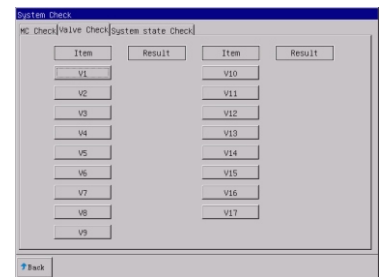 System Check
MC Check Valve Check System state Check
Item Result Item Result
V1 V10
V2 V11
V3 V12
V4 V13
V5 V14
V6 V15
V7 V16
V8 V17
V9
Back